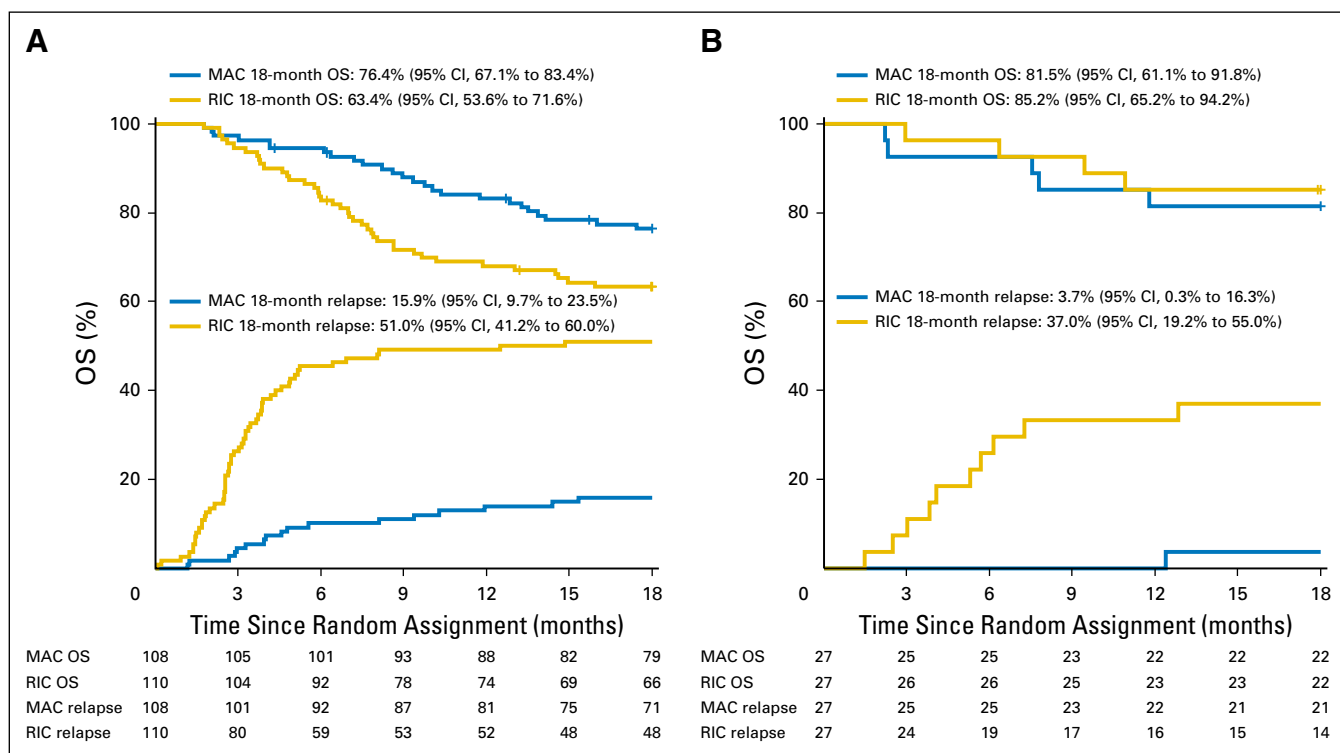 A
MAC 18-month OS: 76.4% (95% CI, 67.1% to 83.4%)
RIC 18-month OS: 63.4% (95% CI, 53.6% to 71.6%)
100
80
60
40
20
0
OS (%)
MAC 18-month relapse: 15.9% (95% CI, 9.7% to 23.5%)
RIC 18-month relapse: 51.0% (95% CI, 41.2% to 60.0%)
3 6 9 12 15 18
Time Since Random Assignment (months)
MAC OS 108 105 101 93 88 82 79
RIC OS 110 104 92 78 74 69 66
MAC relapse 108 101 92 87 81 75 71
RIC relapse 110 80 59 53 52 48 48
B
MAC 18-month OS: 81.5% (95% CI, 61.1% to 91.8%)
RIC 18-month OS: 85.2% (95% CI, 65.2% to 94.2%)
100
80
60
40
20
0
OS (%)
MAC 18-month relapse: 3.7% (95% CI, 0.3% to 16.3%)
RIC 18-month relapse: 37.0% (95% CI, 19.2% to 55.0%)
3 6 9 12 15 18
Time Since Random Assignment (months)
MAC OS 27 25 25 23 22 22 22
RIC OS 27 26 26 25 23 23 22
MAC relapse 27 25 25 23 22 21 21
RIC relapse 27 24 19 17 16 15 14